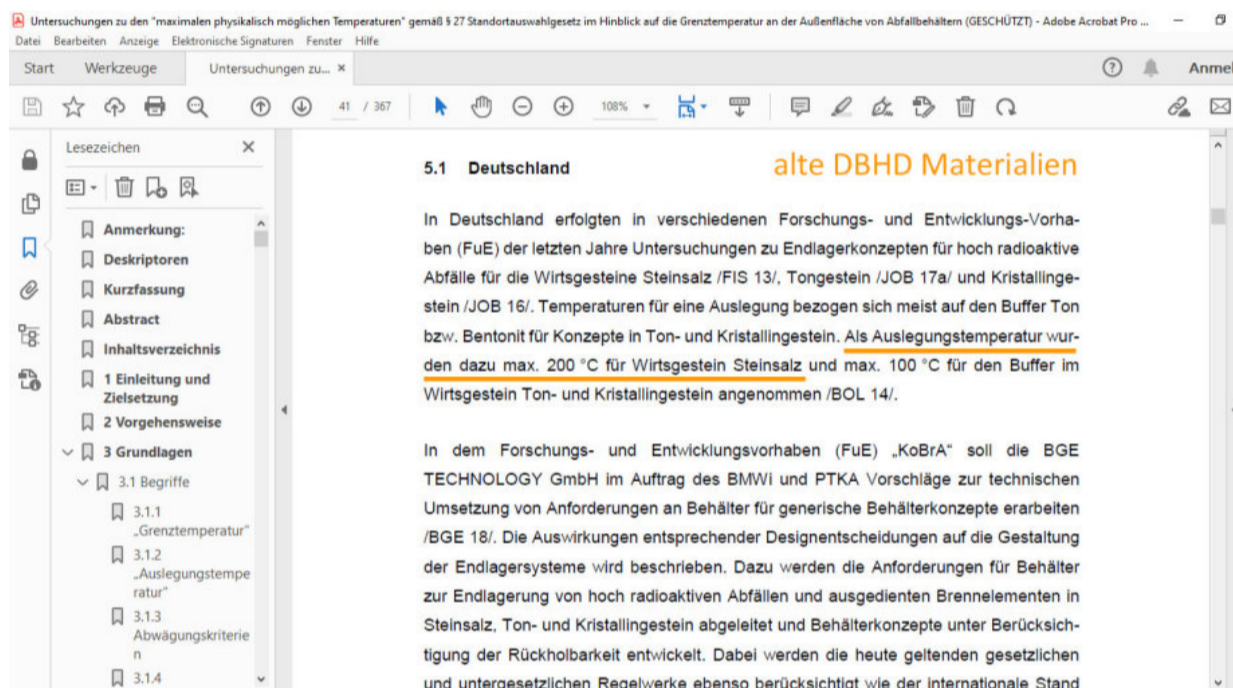 Untersuchungen zu den "maximalen physikalisch möglichen Temperaturen" gemäß § 27 Standortauswahlgesetz im Hinblick auf die Grenztemperatur an der Außenfläche von Abfallbehältern (GESCHÜTZT) - Adobe Acrobat Pro ...
Datei Bearbeiten Anzeige Elektronische Signaturen Fenster Hilfe
Start Werkzeuge Untersuchungen zu... × Anmel
41 / 367 108%
Lesezeichen
Anmerkung:
Deskriptoren
Kurzfassung
Abstract
Inhaltsverzeichnis
1 Einleitung und
Zielsetzung
2 Vorgehensweise
3 Grundlagen
3.1 Begriffe
3.1.1
„Grenztemperatur"
3.1.2
„Auslegungstempe
ratur"
3.1.3
Abwägungskriterie
n
3.1.4
5.1 Deutschland alte DBHD Materialien
In Deutschland erfolgten in verschiedenen Forschungs- und Entwicklungs-Vorha-
ben (FuE) der letzten Jahre Untersuchungen zu Endlagerkonzepten für hoch radioaktive
Abfälle für die Wirtsgesteine Steinsalz /FIS 13/, Tongestein /JOB 17a/ und Kristallinge-
stein /JOB 16/. Temperaturen für eine Auslegung bezogen sich meist auf den Buffer Ton
bzw. Bentonit für Konzepte in Ton- und Kristallingestein. Als Auslegungstemperatur wur-
den dazu max. 200 °C für Wirtsgestein Steinsalz und max. 100 °C für den Buffer im
Wirtsgestein Ton- und Kristallingestein angenommen /BOL 14/.
In dem Forschungs- und Entwicklungsvorhaben (FuE) „KoBrA" soll die BGE
TECHNOLOGY GmbH im Auftrag des BMWi und PTKA Vorschläge zur technischen
Umsetzung von Anforderungen an Behälter für generische Behälterkonzepte erarbeiten
/BGE 18/. Die Auswirkungen entsprechender Designentscheidungen auf die Gestaltung
der Endlagersysteme wird beschrieben. Dazu werden die Anforderungen für Behälter
zur Endlagerung von hoch radioaktiven Abfällen und ausgedienten Brennelementen in
Steinsalz, Ton- und Kristallingestein abgeleitet und Behälterkonzepte unter Berücksich-
tigung der Rückholbarkeit entwickelt. Dabei werden die heute geltenden gesetzlichen
und untergesetzlichen Regelwerke ebenso berücksichtigt wie der internationale Stand